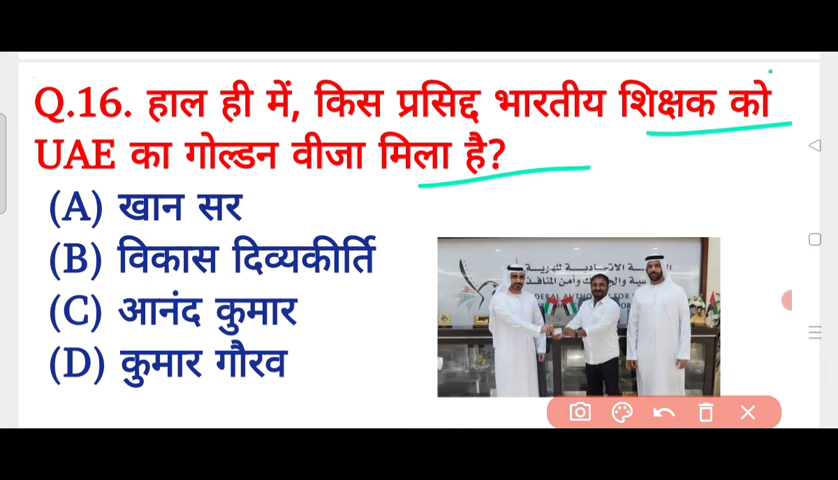 Q.16. हाल ही में, किस प्रसिद्द भारतीय शिक्षक को
UAE का गोल्डन वीजा मिला है?
(A) खान सर
(B) विकास दिव्यकीर्ति
(C) आनंद कुमार
(D) कुमार गौरव